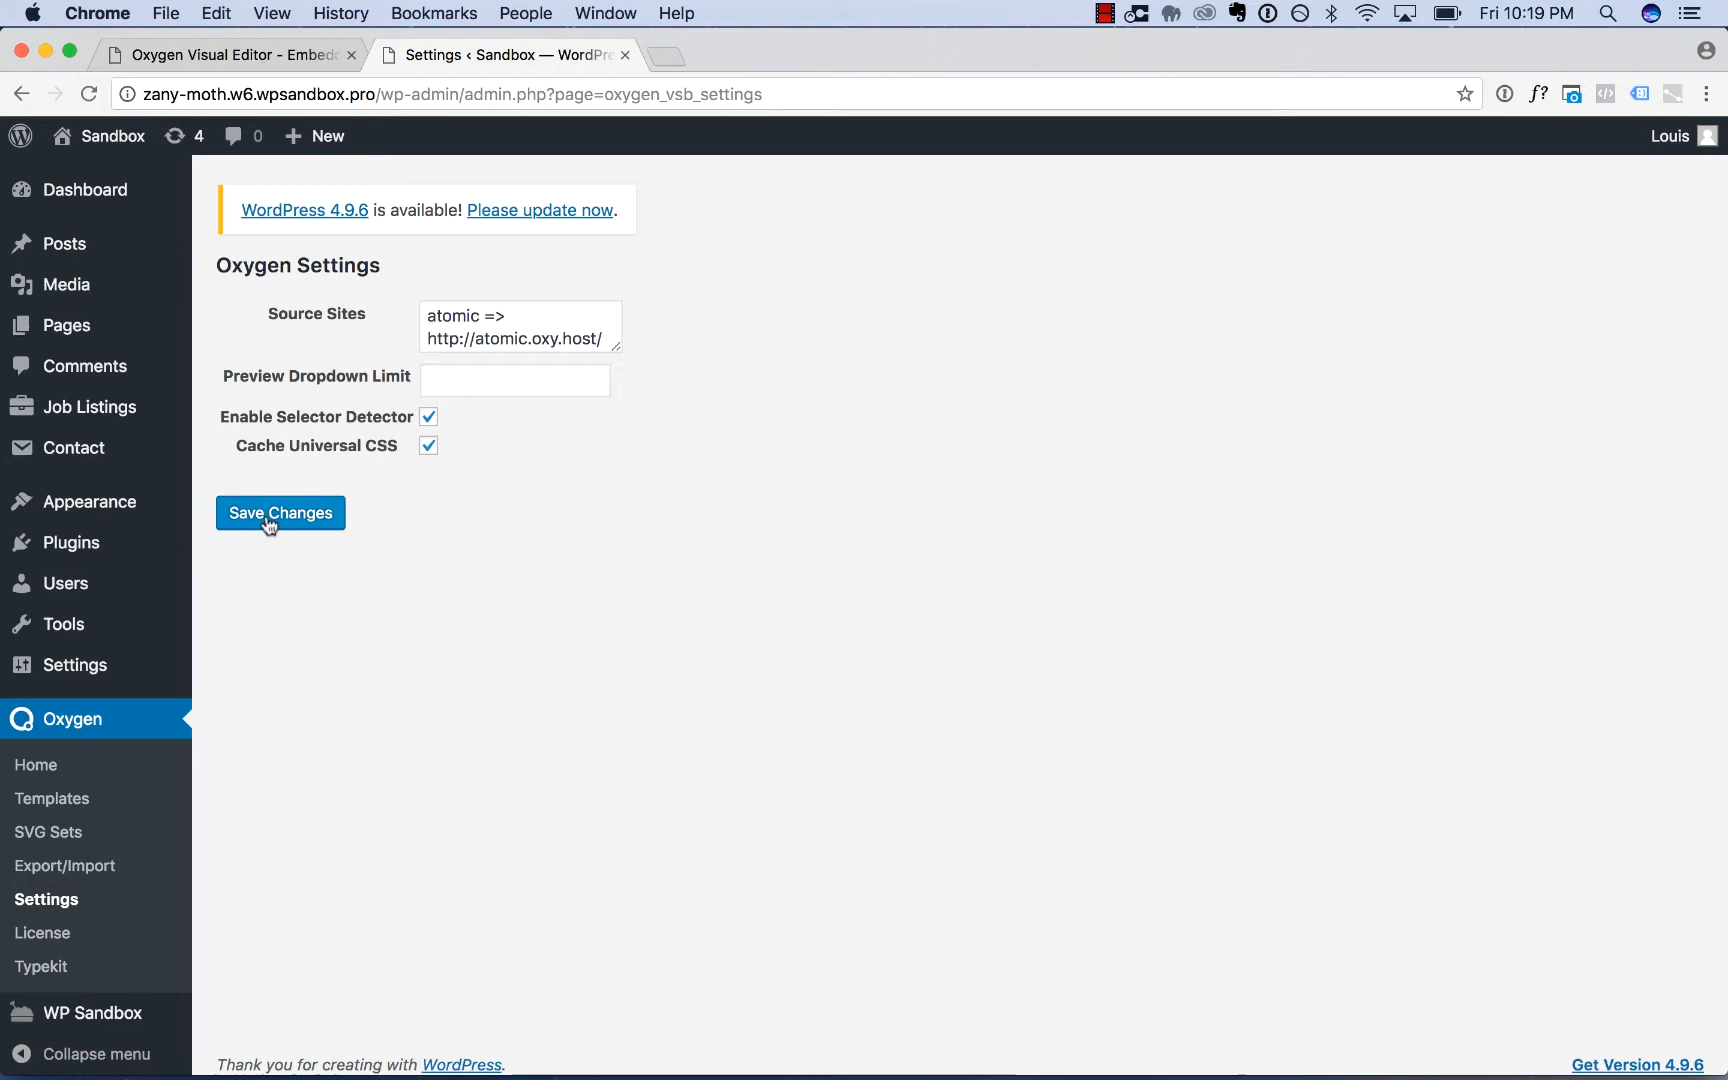 Chrome File Edit View History Bookmarks People Window Help Fri 10:19 PM
Oxygen Visual Editor - Embed
Settings ‹ Sandbox — WordPre
zany-moth.w6.wpsandbox.pro/wp-admin/admin.php?page=oxygen_vsb_settings
f?
Sandbox 4 0 New Louis
Dashboard
Posts
Media
Pages
Comments
Job Listings
Contact
Appearance
Plugins
Users
Tools
Settings
Oxygen
Home
Templates
SVG Sets
Export/Import
Settings
License
Typekit
WP Sandbox
Collapse menu
WordPress 4.9.6 is available! Please update now.
Oxygen Settings
Source Sites
atomic =>
http://atomic.oxy.host/
Preview Dropdown Limit
Enable Selector Detector
Cache Universal CSS
Save Changes
Thank you for creating with WordPress.
Get Version 4.9.6